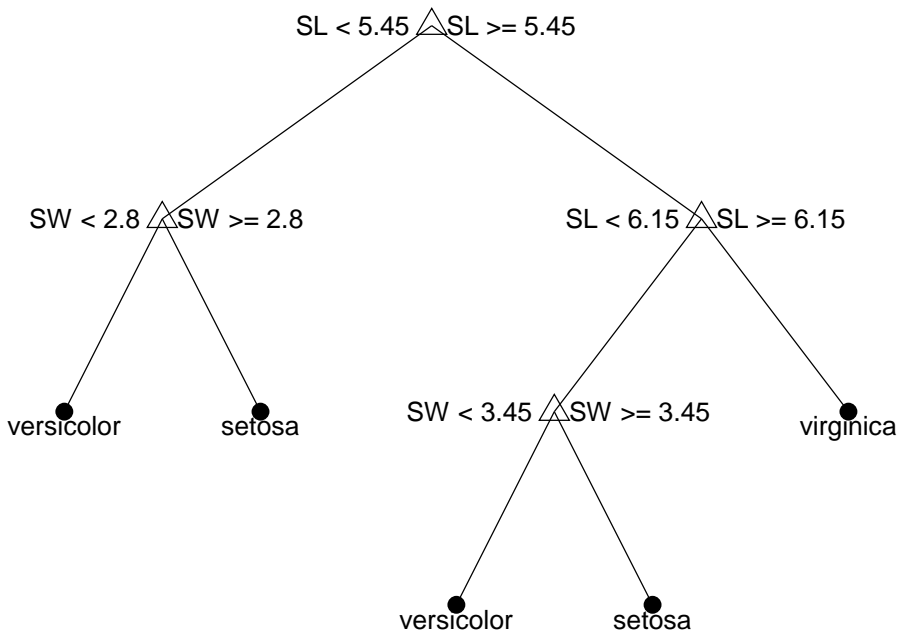 SL < 5.45 SL >= 5.45
SW < 2.8 SW >= 2.8 SL < 6.15 SL >= 6.15
versicolor setosa SW < 3.45 SW >= 3.45 virginica
versicolor setosa